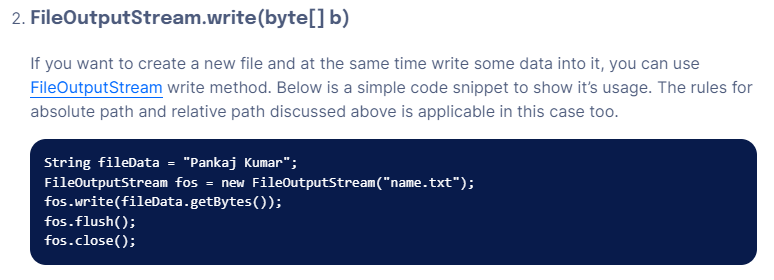 2. FileOutputStream.write(byte[] b)
If you want to create a new file and at the same time write some data into it, you can use
FileOutputStream write method. Below is a simple code snippet to show it’s usage. The rules for
absolute path and relative path discussed above is applicable in this case too.
String fileData = "Pankaj Kumar";
FileOutputStream fos = new FileOutputStream("name.txt");
fos.write(fileData.getBytes());
fos.flush();
fos.close();